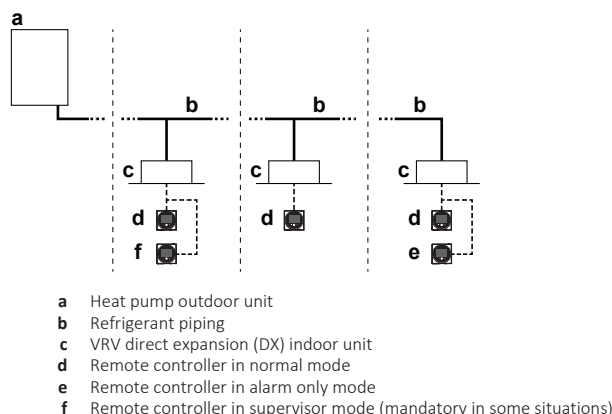 a
b b b
c c c
d d d
f e
a Heat pump outdoor unit
b Refrigerant piping
c VRV direct expansion (DX) indoor unit
d Remote controller in normal mode
e Remote controller in alarm only mode
f Remote controller in supervisor mode (mandatory in some situations)